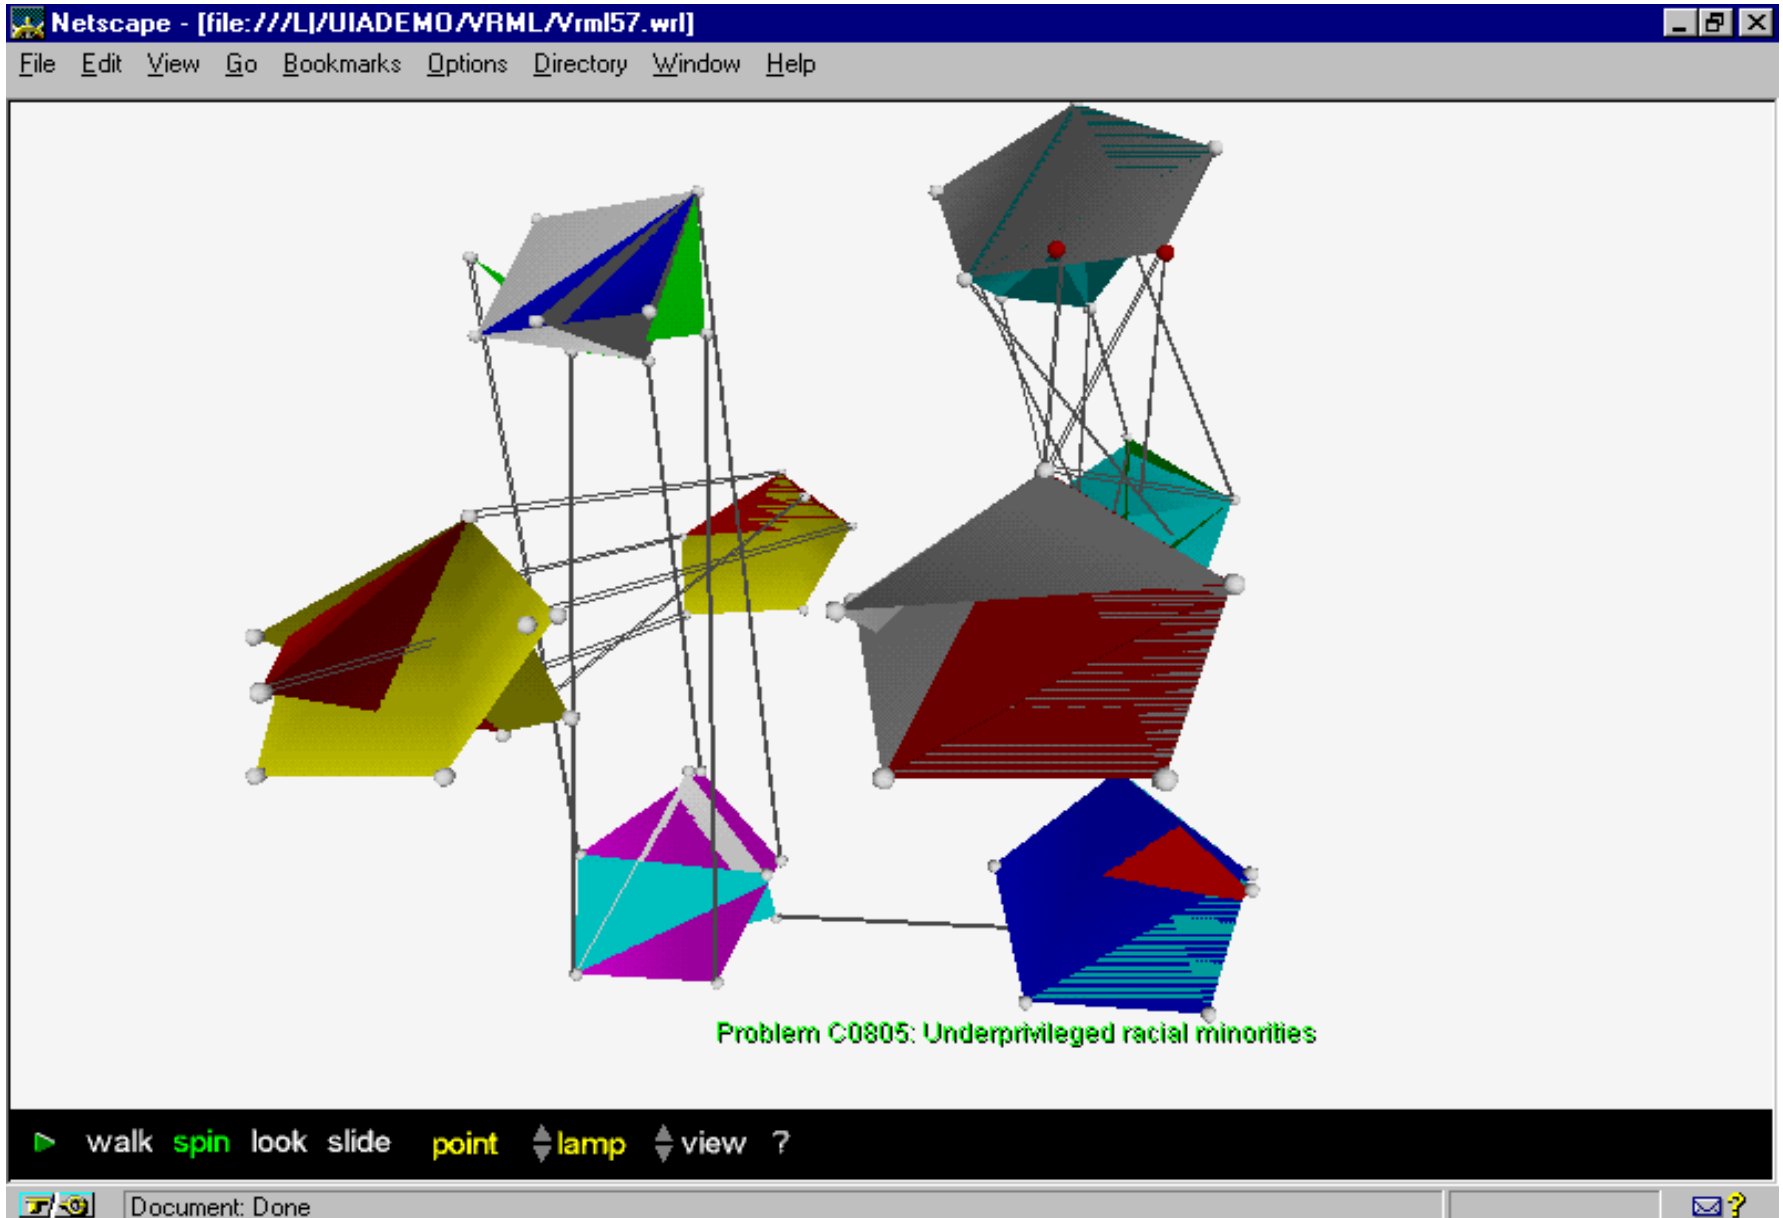 Netscape - [file:///L|/UIADEMO/VRML/Vrml57.wrl]
File Edit View Go Bookmarks Options Directory Window Help
Problem C0805: Underprivileged racial minorities
walk spin look slide point lamp view ?
Document: Done